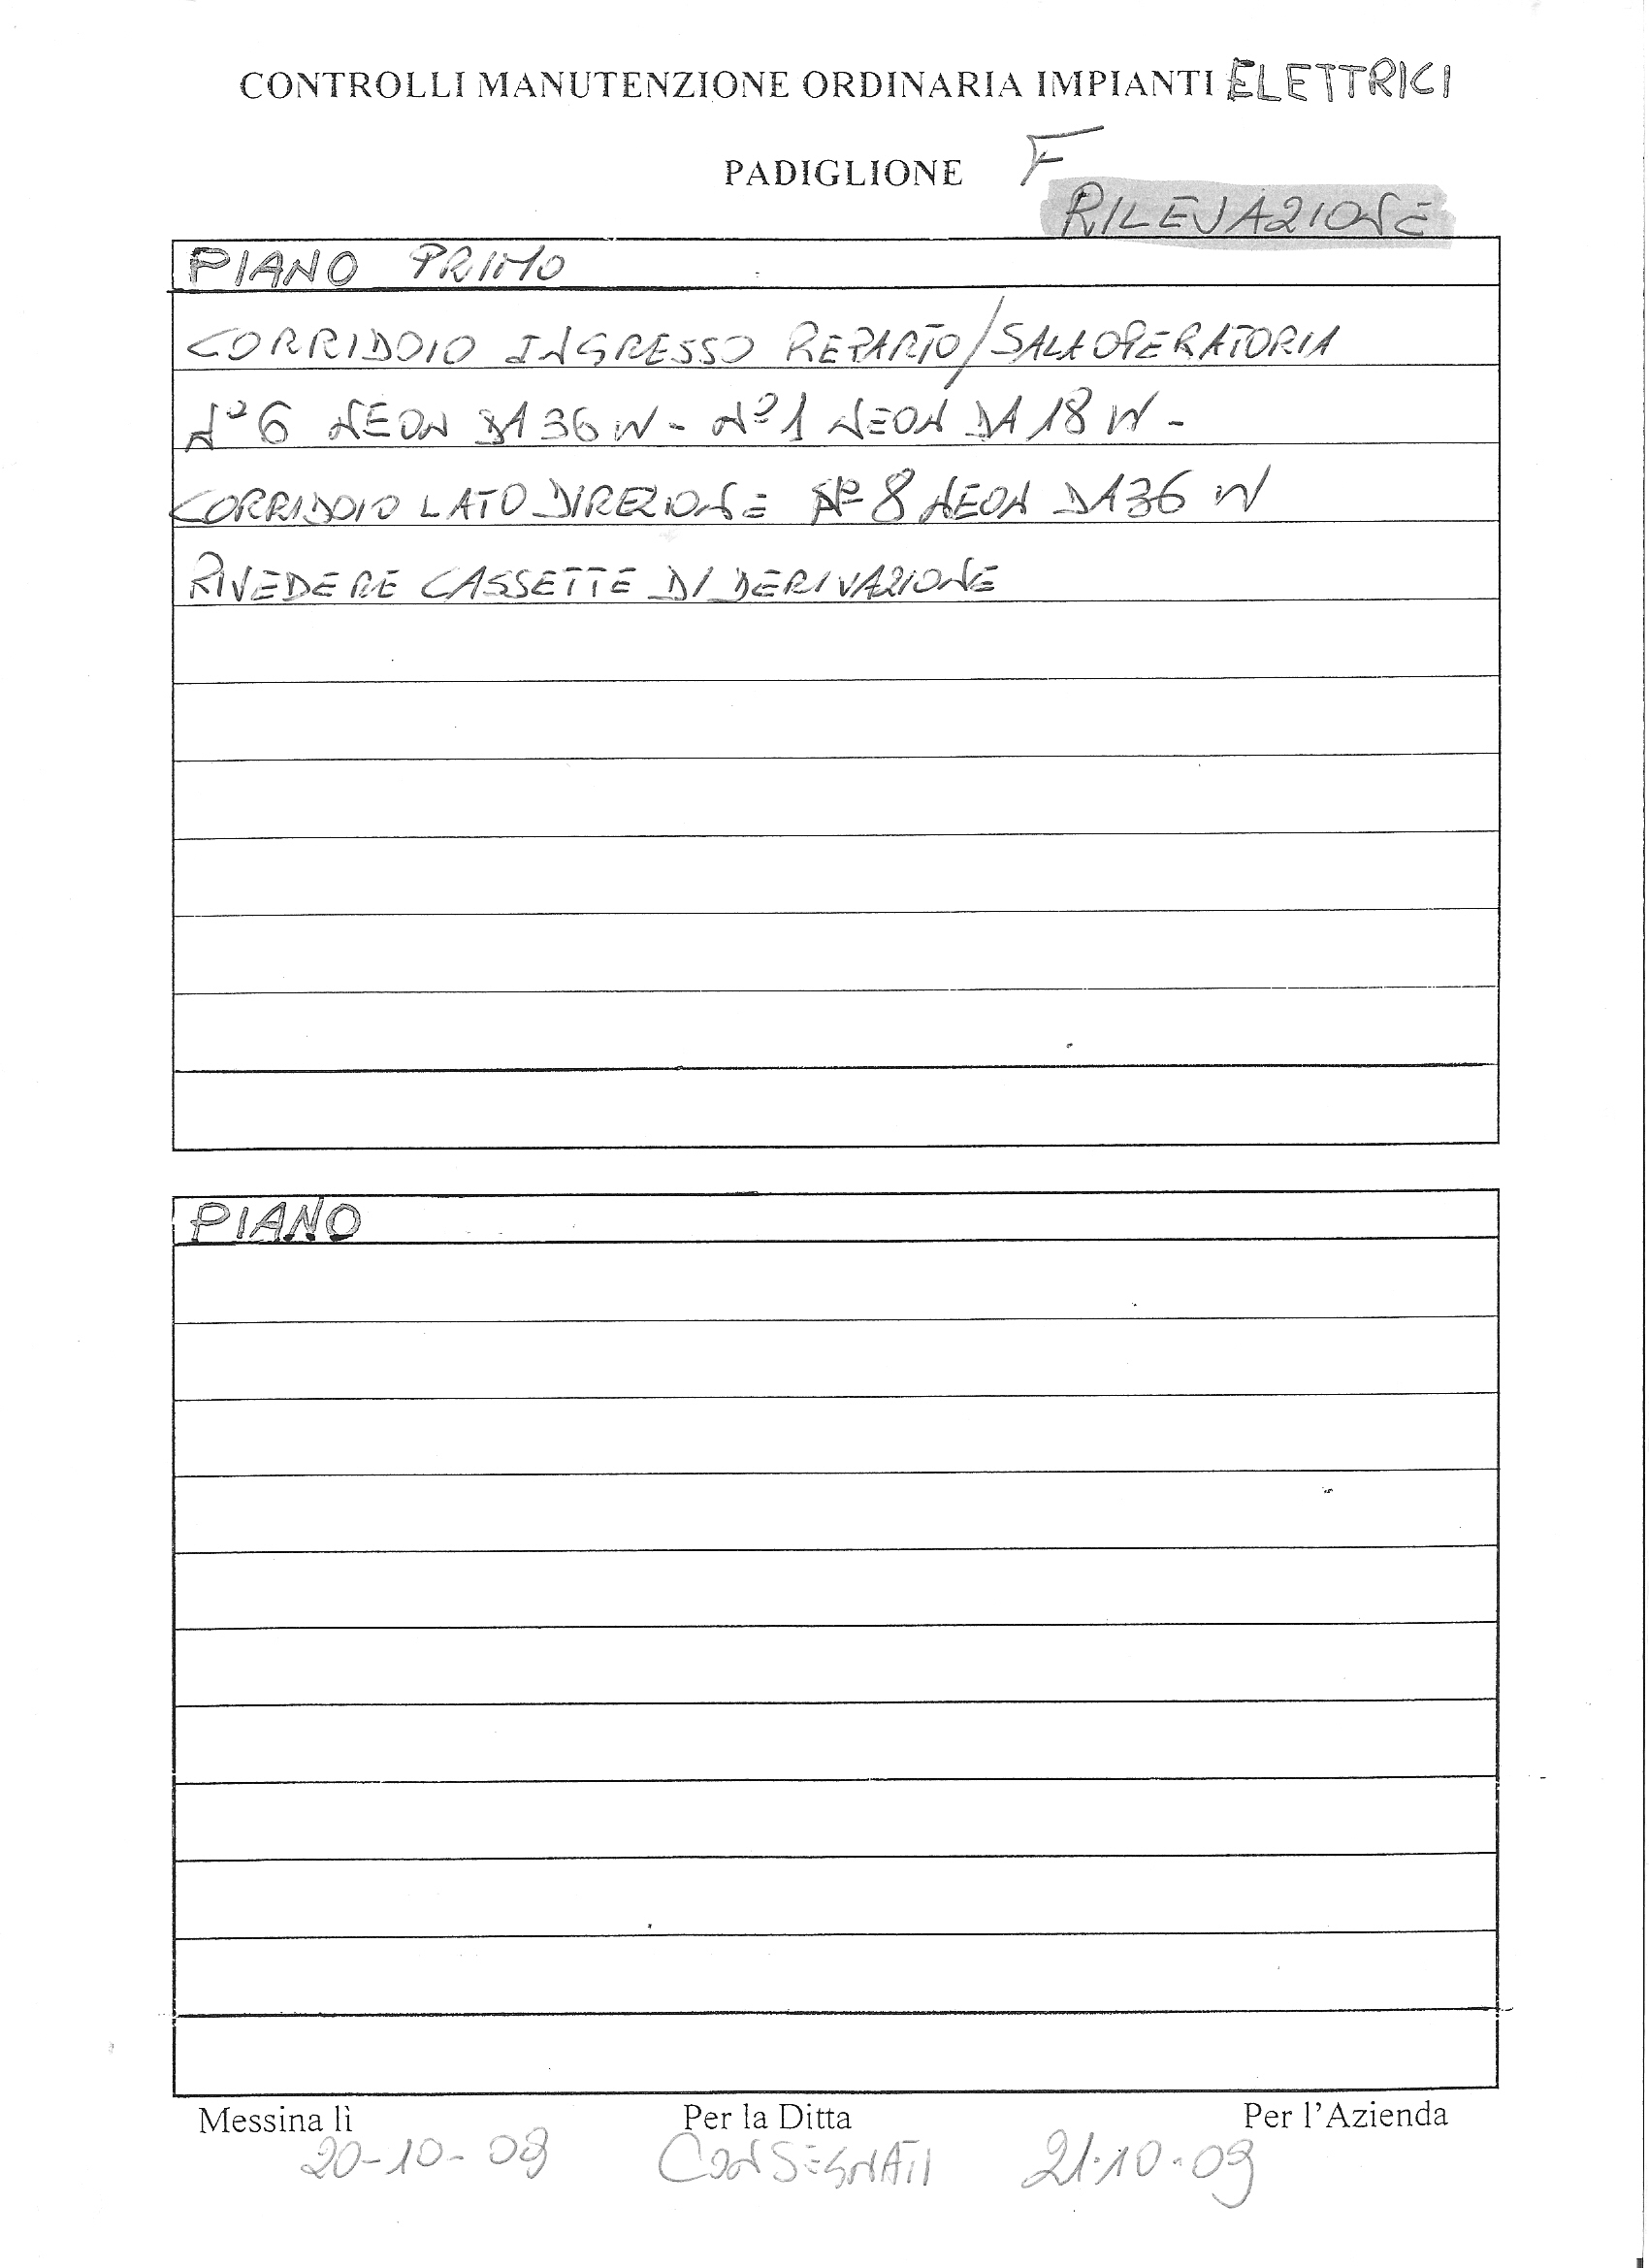 CONTROLLI MANUTENZIONE ORDINARIA IMPIANTI ELETTRICI
PADIGLIONE F
RILEVAZIONE
PIANO PRIMO
CORRIDOIO INGRESSO REPARTO/SALA OPERATORIA
N° 6 NEON DA 36 W - N° 1 NEON DA 18 W -
CORRIDOIO LATO DIREZIONE N° 8 NEON DA 36 W
RIVEDERE CASSETTE DI DERIVAZIONE
PIANO
Messina lì Per la Ditta Per l'Azienda
20-10-09 CONSEGNATI 21-10-09